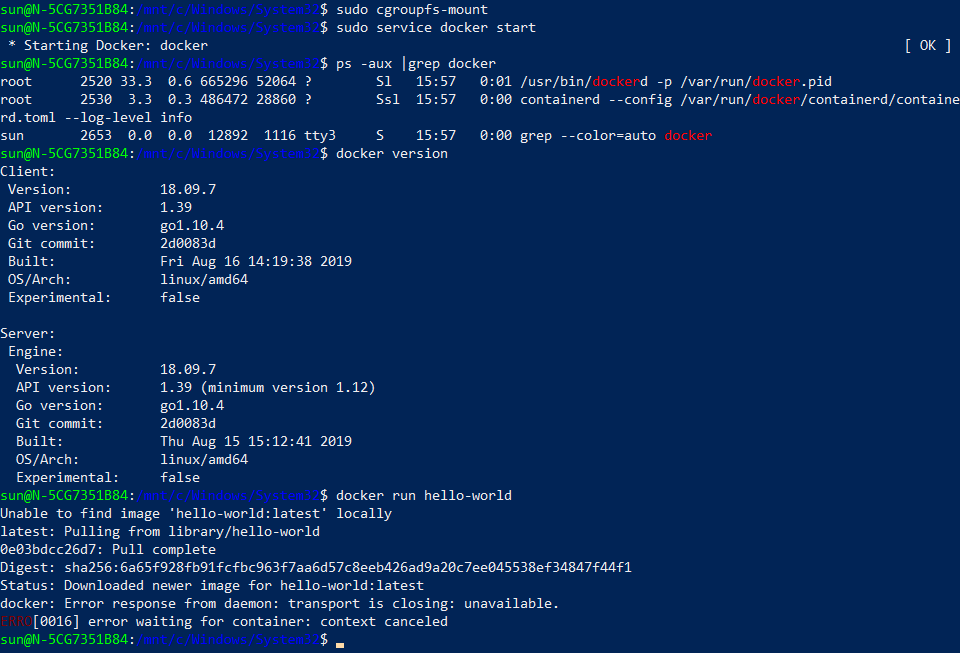 sun@N-5CG7351B84:/mnt/c/Windows/System32$ sudo cgroupfs-mount
sun@N-5CG7351B84:/mnt/c/Windows/System32$ sudo service docker start
 * Starting Docker: docker [ OK ]
sun@N-5CG7351B84:/mnt/c/Windows/System32$ ps -aux |grep docker
root      2520 33.3  0.6 665296 52064 ?        Sl   15:57   0:01 /usr/bin/dockerd -p /var/run/docker.pid
root      2530  3.3  0.3 486472 28860 ?        Ssl  15:57   0:00 containerd --config /var/run/docker/containerd/containe
rd.toml --log-level info
sun       2653  0.0  0.0  12892  1116 tty3     S    15:57   0:00 grep --color=auto docker
sun@N-5CG7351B84:/mnt/c/Windows/System32$ docker version
Client:
 Version:           18.09.7
 API version:       1.39
 Go version:        go1.10.4
 Git commit:        2d0083d
 Built:             Fri Aug 16 14:19:38 2019
 OS/Arch:           linux/amd64
 Experimental:      false
Server:
 Engine:
  Version:          18.09.7
  API version:      1.39 (minimum version 1.12)
  Go version:       go1.10.4
  Git commit:       2d0083d
  Built:            Thu Aug 15 15:12:41 2019
  OS/Arch:          linux/amd64
  Experimental:     false
sun@N-5CG7351B84:/mnt/c/Windows/System32$ docker run hello-world
Unable to find image 'hello-world:latest' locally
latest: Pulling from library/hello-world
0e03bdcc26d7: Pull complete
Digest: sha256:6a65f928fb91fcfbc963f7aa6d57c8eeb426ad9a20c7ee045538ef34847f44f1
Status: Downloaded newer image for hello-world:latest
docker: Error response from daemon: transport is closing: unavailable.
ERRO[0016] error waiting for container: context canceled
sun@N-5CG7351B84:/mnt/c/Windows/System32$